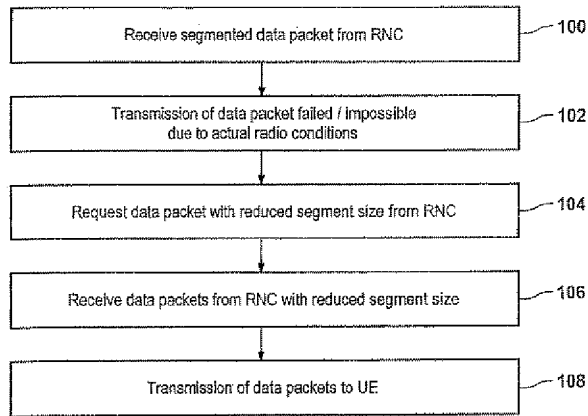 Receive segmented data packet from RNC
100
Transmission of data packet failed / impossible
due to actual radio conditions
102
Request data packet with reduced segment size from RNC
104
Receive data packets from RNC with reduced segment size
106
Transmission of data packets to UE
108